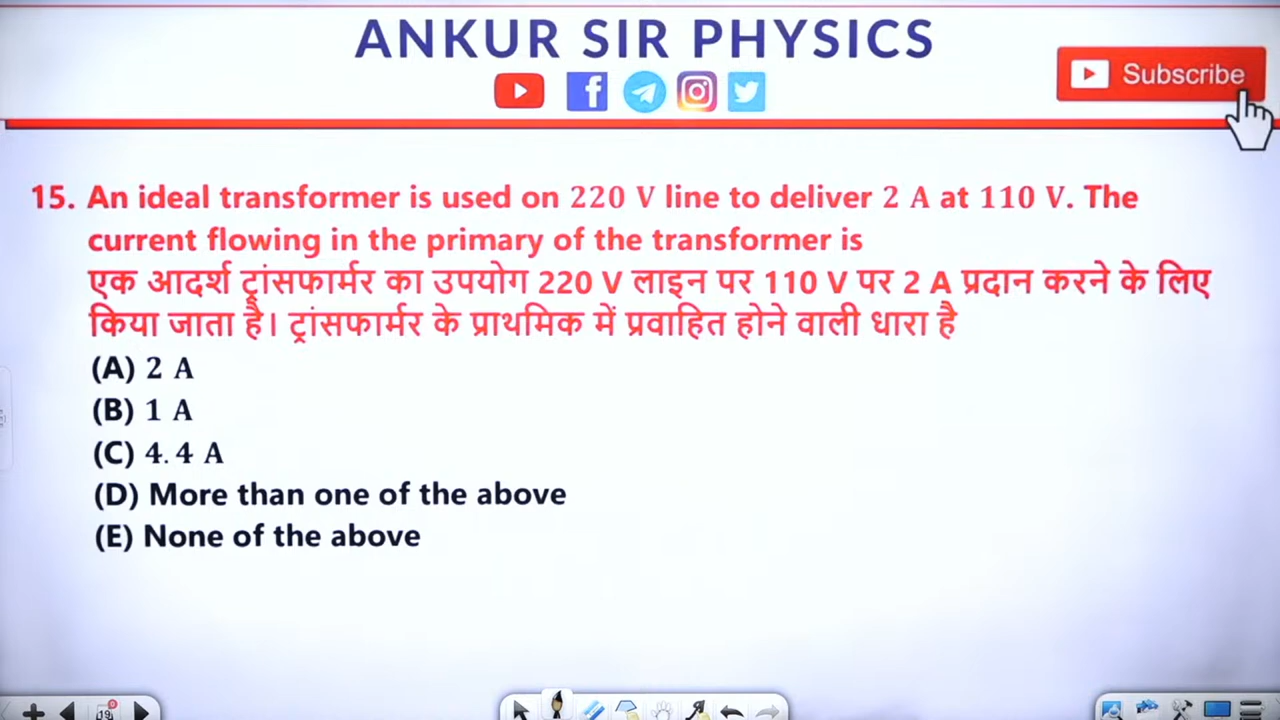 ANKUR SIR PHYSICS
Subscribe
15. An ideal transformer is used on 220 V line to deliver 2 A at 110 V. The
current flowing in the primary of the transformer is
एक आदर्श ट्रांसफार्मर का उपयोग 220 V लाइन पर 110 V पर 2 A प्रदान करने के लिए
किया जाता है। ट्रांसफार्मर के प्राथमिक में प्रवाहित होने वाली धारा है
(A) 2 A
(B) 1 A
(C) 4.4 A
(D) More than one of the above
(E) None of the above
19